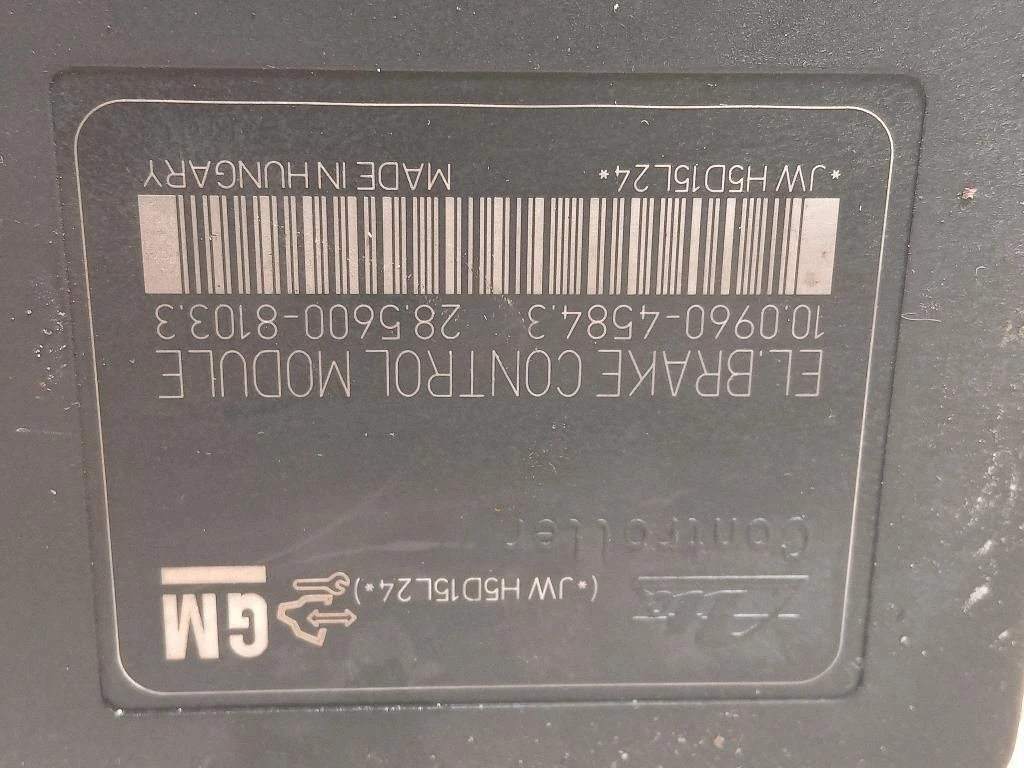 (*JW H5D15L24*) GM
Controller
EL.BRAKE CONTROL MODULE
10.0960-4584.3 28.5600-8103.3
*JW H5D15L24* MADE IN HUNGARY